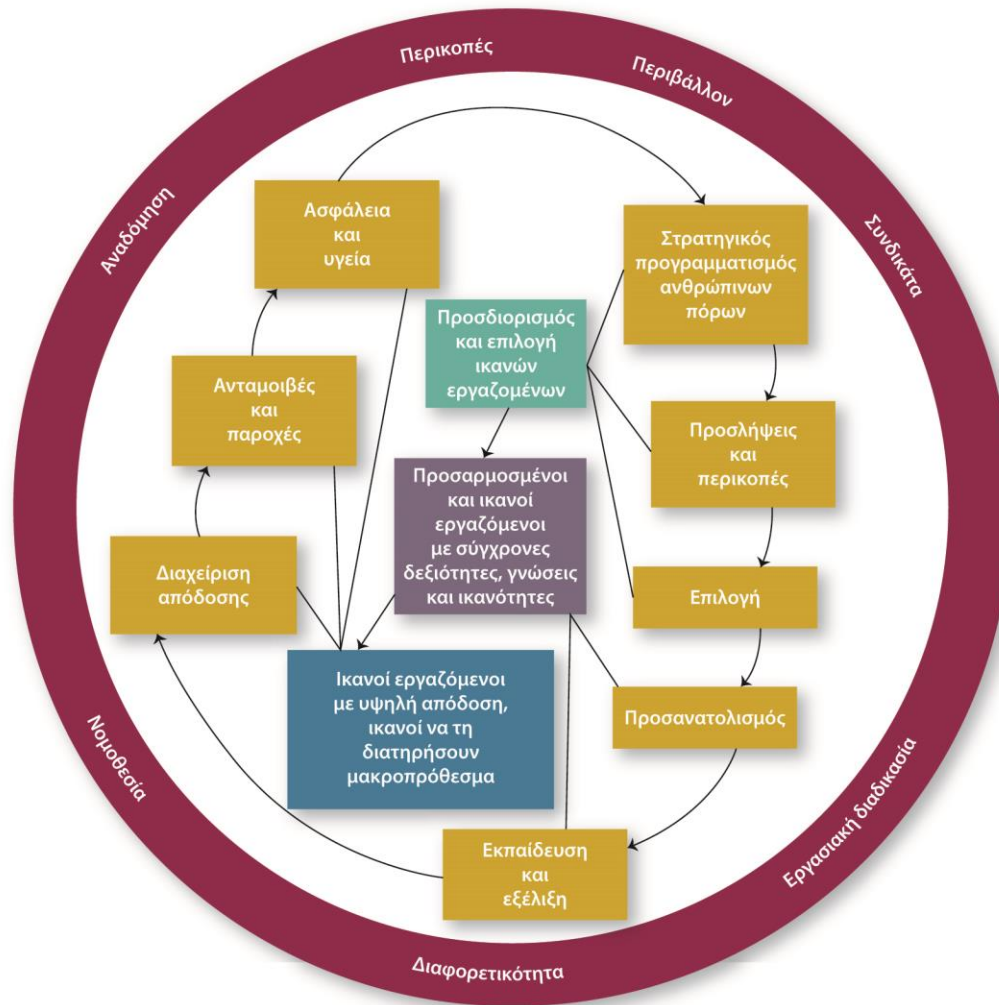 Περικοπές
Περιβάλλον
Συνδικάτα
Εργασιακή διαδικασία
Διαφορετικότητα
Νομοθεσία
Αναδόμηση
Ασφάλεια
και
υγεία
Στρατηγικός
προγραμματισμός
ανθρώπινων
πόρων
Προσδιορισμός
και επιλογή
ικανών
εργαζομένων
Ανταμοιβές
και
παροχές
Προσλήψεις
και
περικοπές
Προσαρμοσμένοι
και ικανοί
εργαζόμενοι
με σύγχρονες
δεξιότητες, γνώσεις
και ικανότητες
Διαχείριση
απόδοσης
Επιλογή
Ικανοί εργαζόμενοι
με υψηλή απόδοση,
ικανοί να τη
διατηρήσουν
μακροπρόθεσμα
Προσανατολισμός
Εκπαίδευση
και
εξέλιξη